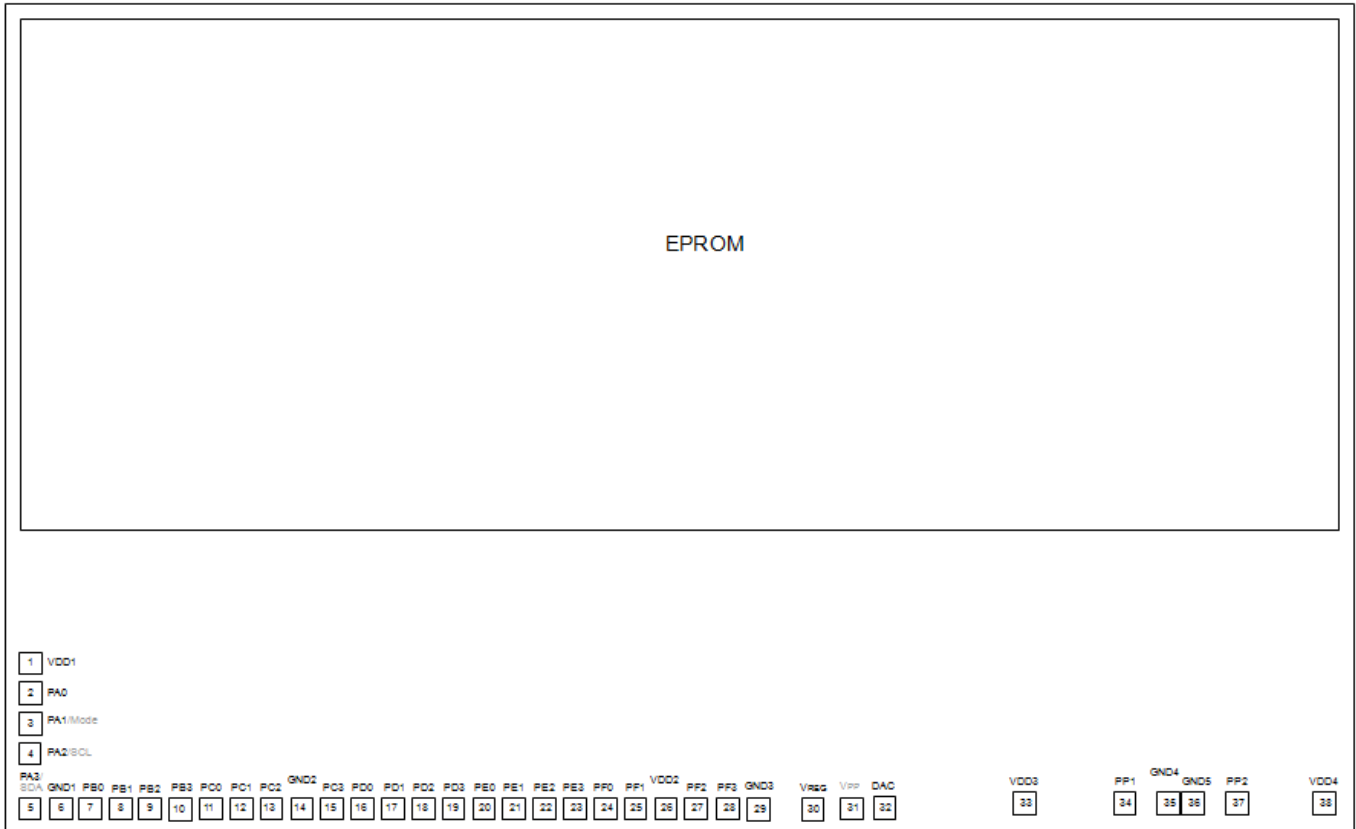 EPROM
1 VDD1
2 PA0
3 PA1/Mode
4 PA2/SCL
PA3/
SDA GND1 PB0 PB1 PB2 PB3 PC0 PC1 PC2 GND2 PC3 PD0 PD1 PD2 PD3 PE0 PE1 PE2 PE3 PF0 PF1 VDD2 PF2 PF3 GND3 VREG VPP DAC VDD3 PP1 GND4 GND5 PP2 VDD4
5 6 7 8 9 10 11 12 13 14 15 16 17 18 19 20 21 22 23 24 25 26 27 28 29 30 31 32 33 34 35 36 37 38